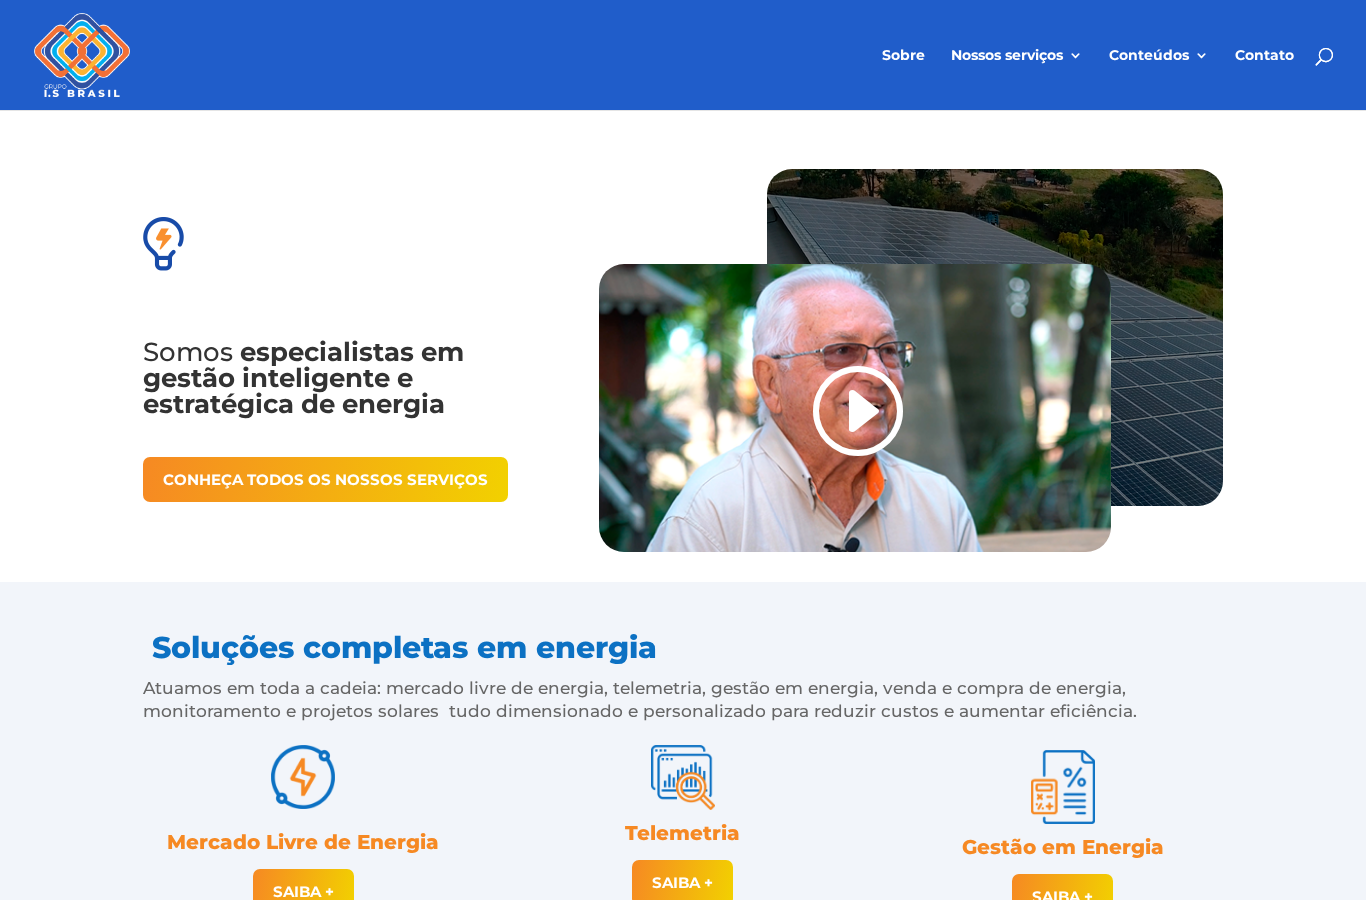 GRUPO
I.S BRASIL
Sobre
Nossos serviços
Conteúdos
Contato
Somos especialistas em
gestão inteligente e
estratégica de energia
CONHEÇA TODOS OS NOSSOS SERVIÇOS
Soluções completas em energia
Atuamos em toda a cadeia: mercado livre de energia, telemetria, gestão em energia, venda e compra de energia,
monitoramento e projetos solares  tudo dimensionado e personalizado para reduzir custos e aumentar eficiência.
Mercado Livre de Energia
Telemetria
Gestão em Energia
SAIBA +
SAIBA +
SAIBA +